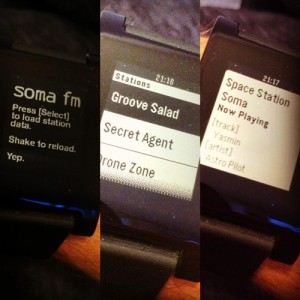 soma fm
Press [Select]
to load station
data.
Shake to reload.
Yep.
Stations 21:16
Groove Salad
Secret Agent
Drone Zone
21:17
Space Station
Soma
Now Playing
[track]
Yasmin
[artist]
Astro Pilot